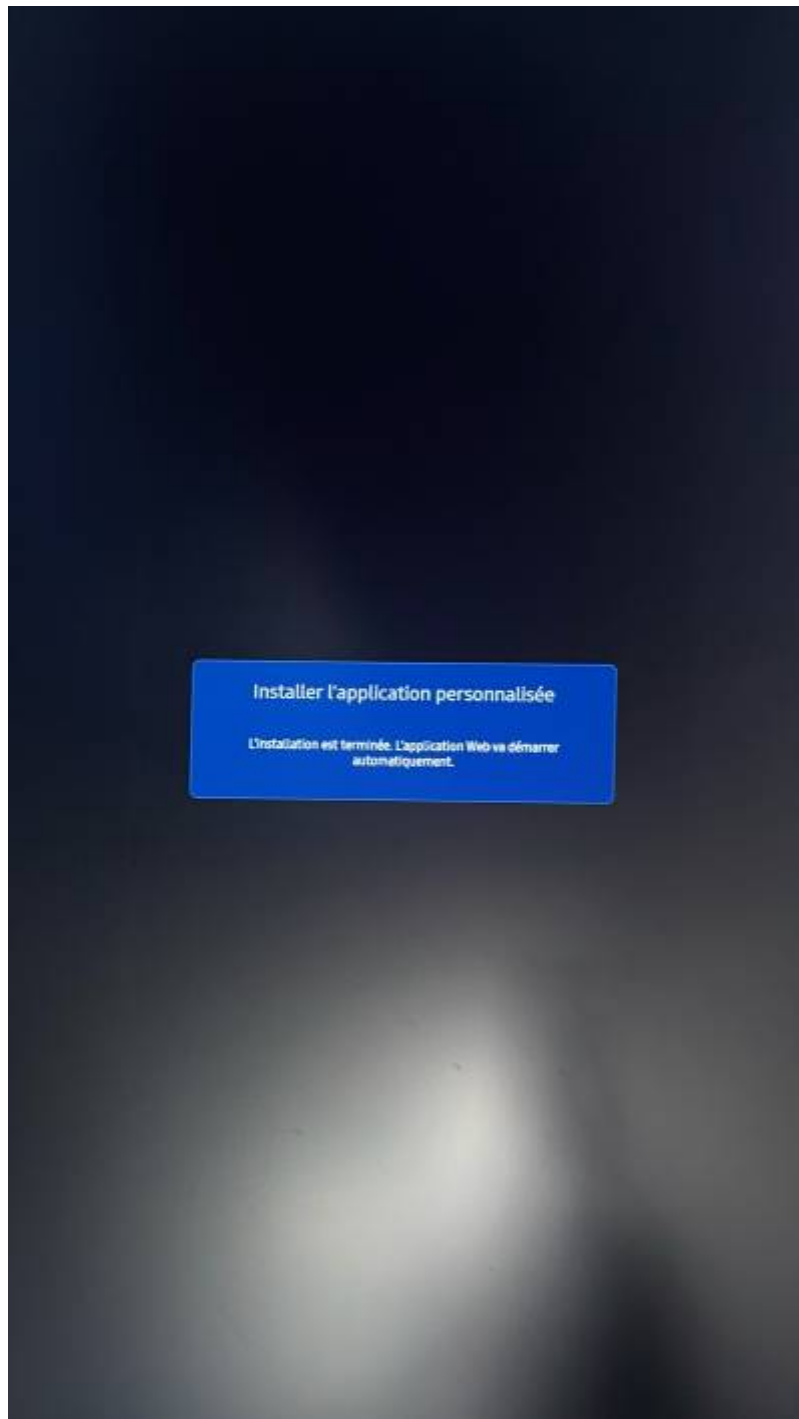 Installer l'application personnalisée
L'installation est terminée. L'application Web va démarrer
automatiquement.